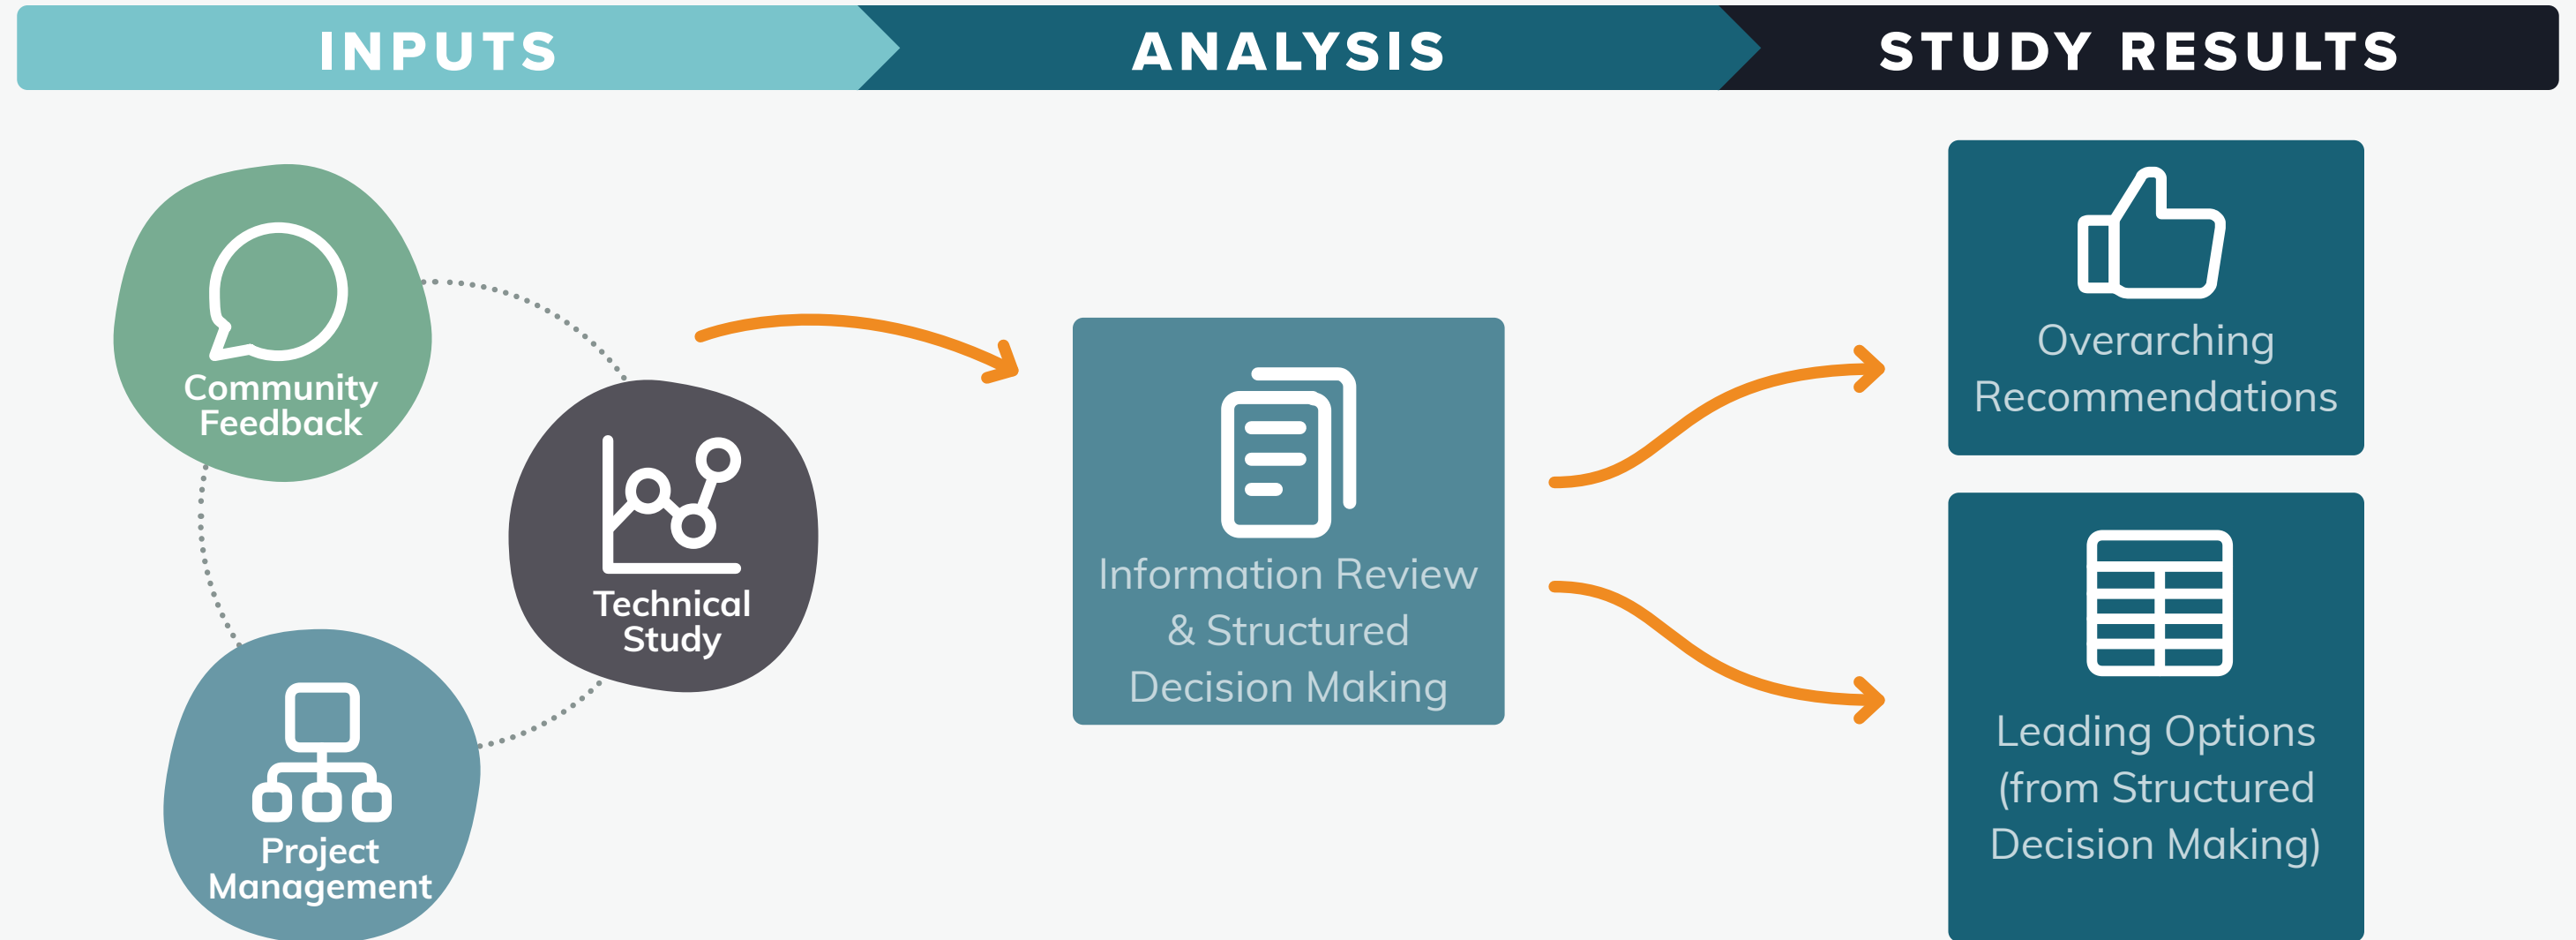 INPUTS
ANALYSIS
STUDY RESULTS
Community
Feedback
Technical
Study
Project
Management
Information Review
& Structured
Decision Making
Overarching
Recommendations
Leading Options
(from Structured
Decision Making)